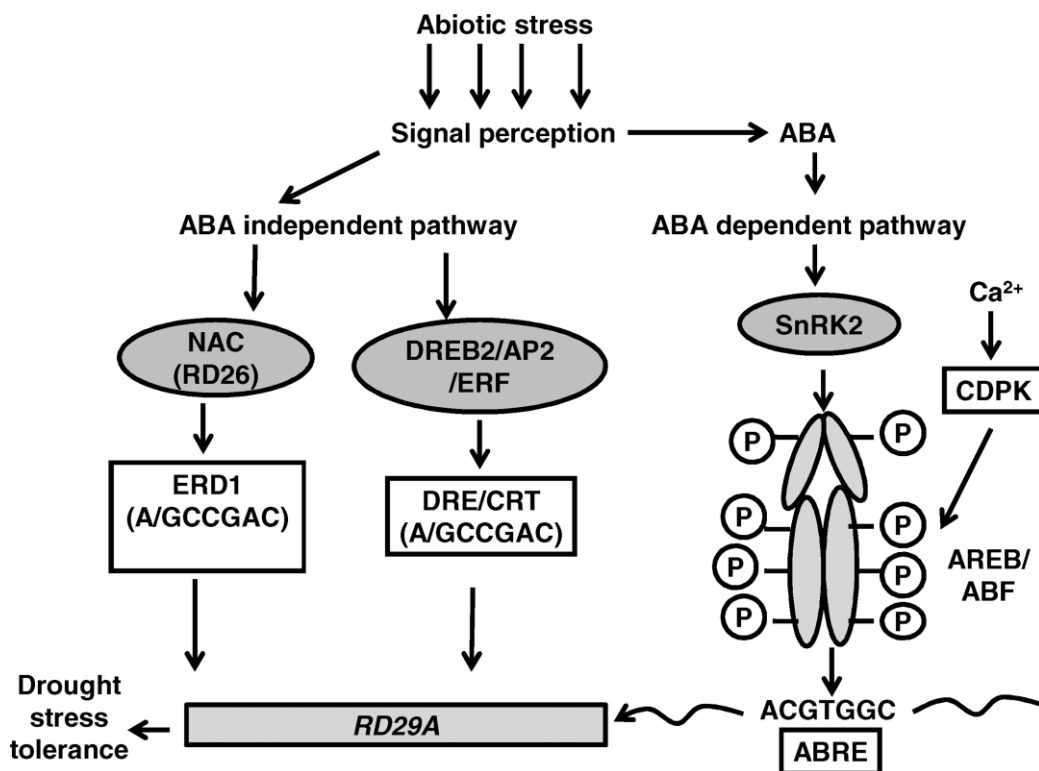 Abiotic stress
Signal perception
ABA
ABA independent pathway
ABA dependent pathway
NAC
(RD26)
DREB2/AP2
/ERF
SnRK2
Ca²⁺
CDPK
ERD1
(A/GCCGAC)
DRE/CRT
(A/GCCGAC)
P
P
P
P
P
P
P
P
AREB/
ABF
Drought
stress
tolerance
RD29A
ACGTGGC
ABRE